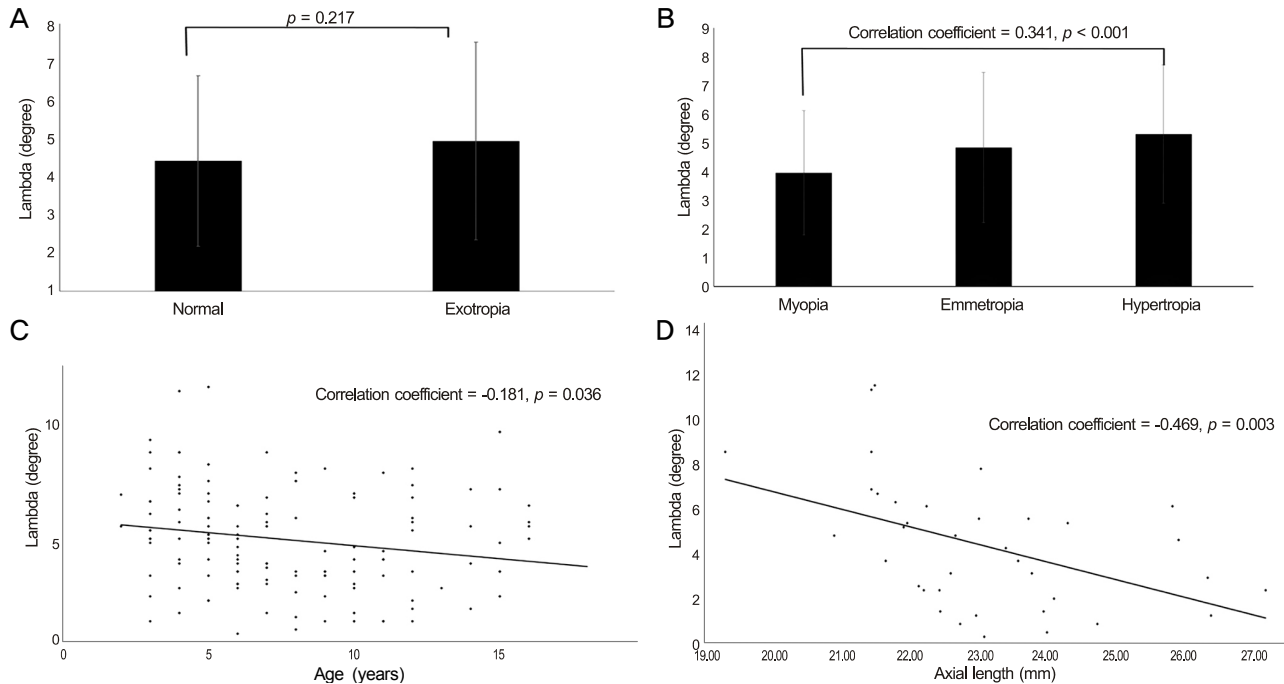 A
p = 0.217
8
7
6
5
4
3
2
1
Lambda (degree)
Normal Exotropia
B
Correlation coefficient = 0.341, p < 0.001
9
8
7
6
5
4
3
2
1
0
Lambda (degree)
Myopia Emmetropia Hypertropia
C
Correlation coefficient = -0.181, p = 0.036
10
5
0
Lambda (degree)
0 5 10 15
Age (years)
D
Correlation coefficient = -0.469, p = 0.003
14
12
10
8
6
4
2
0
Lambda (degree)
19.00 20.00 21.00 22.00 23.00 24.00 25.00 26.00 27.00
Axial length (mm)